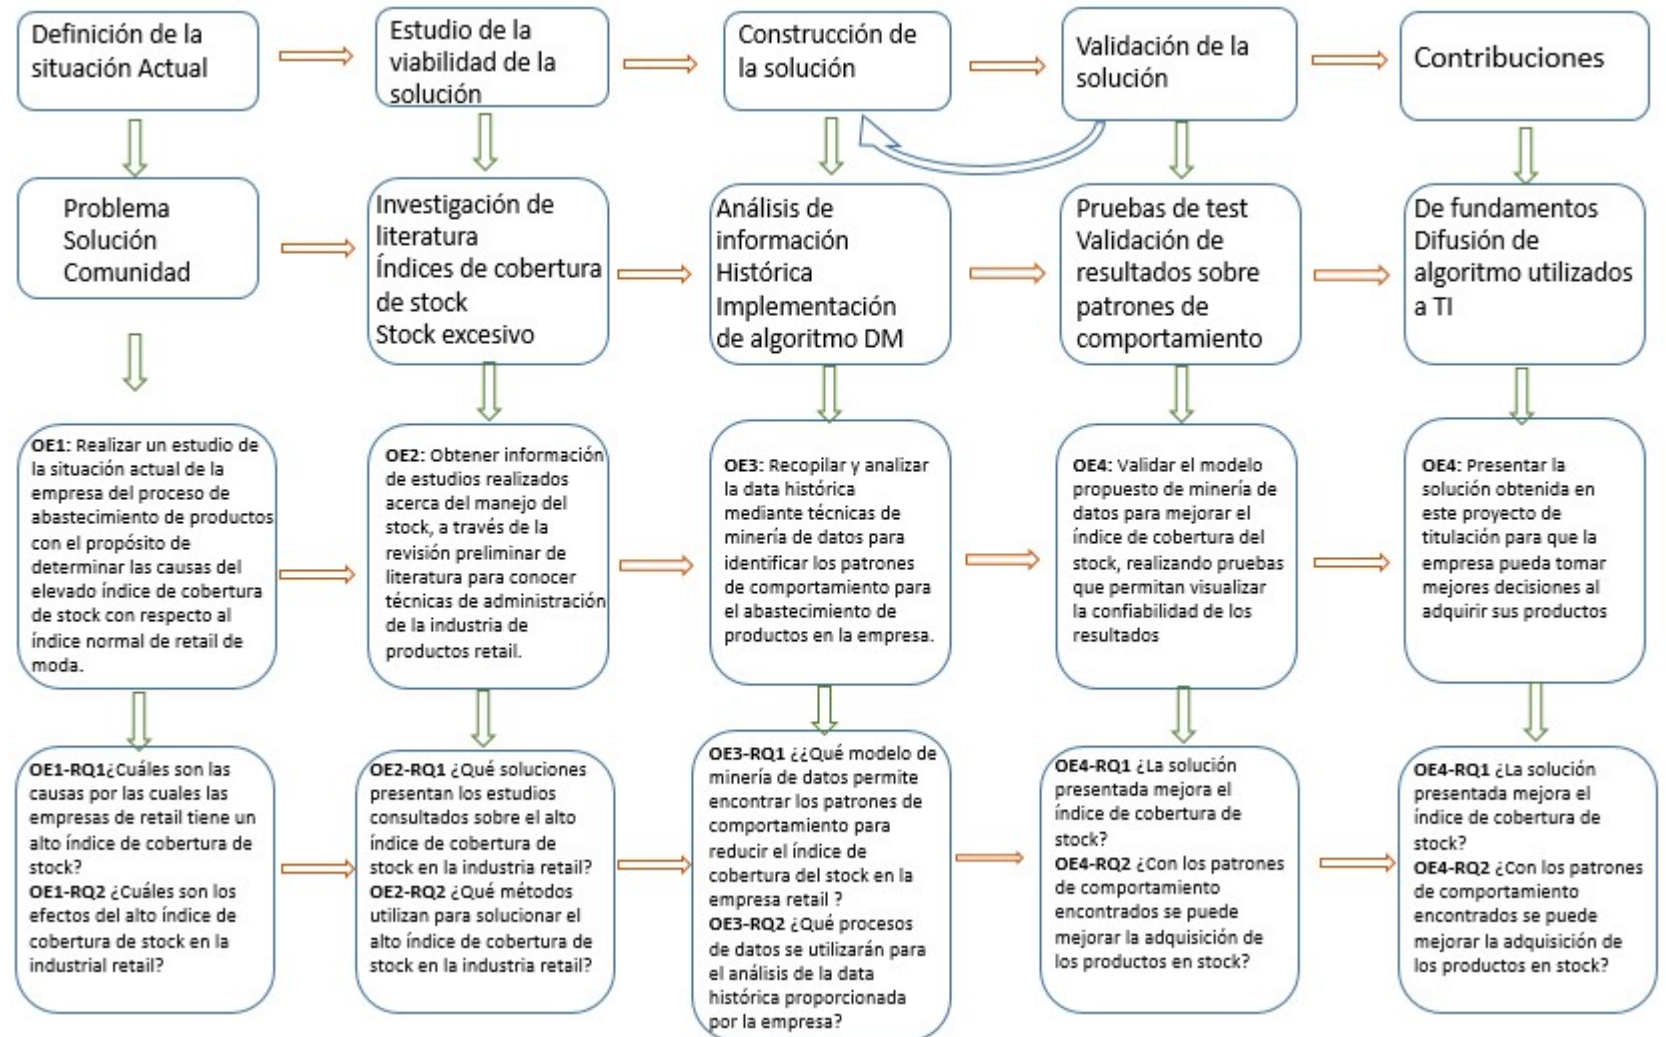 Definición de la
situación Actual
Estudio de la
viabilidad de la
solución
Construcción de
la solución
Validación de la
solución
Contribuciones
Problema
Solución
Comunidad
Investigación de
literatura
Índices de cobertura
de stock
Stock excesivo
Análisis de
información
Histórica
Implementación
de algoritmo DM
Pruebas de test
Validación de
resultados sobre
patrones de
comportamiento
De fundamentos
Difusión de
algoritmo utilizados
a TI
OE1: Realizar un estudio de
la situación actual de la
empresa del proceso de
abastecimiento de productos
con el propósito de
determinar las causas del
elevado índice de cobertura
de stock con respecto al
índice normal de retail de
moda.
OE2: Obtener información
de estudios realizados
acerca del manejo del
stock, a través de la
revisión preliminar de
literatura para conocer
técnicas de administración
de la industria de
productos retail.
OE3: Recopilar y analizar
la data histórica
mediante técnicas de
minería de datos para
identificar los patrones
de comportamiento para
el abastecimiento de
productos en la empresa.
OE4: Validar el modelo
propuesto de minería de
datos para mejorar el
índice de cobertura del
stock, realizando pruebas
que permitan visualizar
la confiabilidad de los
resultados
OE4: Presentar la
solución obtenida en
este proyecto de
titulación para que la
empresa pueda tomar
mejores decisiones al
adquirir sus productos
OE1-RQ1¿Cuáles son las
causas por las cuales las
empresas de retail tiene un
alto índice de cobertura de
stock?
OE1-RQ2 ¿Cuáles son los
efectos del alto índice de
cobertura de stock en la
industrial retail?
OE2-RQ1 ¿Qué soluciones
presentan los estudios
consultados sobre el alto
índice de cobertura de
stock en la industria retail?
OE2-RQ2 ¿Qué métodos
utilizan para solucionar el
alto índice de cobertura de
stock en la industria retail?
OE3-RQ1 ¿¿Qué modelo de
minería de datos permite
encontrar los patrones de
comportamiento para
reducir el índice de
cobertura del stock en la
empresa retail ?
OE3-RQ2 ¿Qué procesos
de datos se utilizarán para
el análisis de la data
histórica proporcionada
por la empresa?
OE4-RQ1 ¿La solución
presentada mejora el
índice de cobertura de
stock?
OE4-RQ2 ¿Con los patrones
de comportamiento
encontrados se puede
mejorar la adquisición de
los productos en stock?
OE4-RQ1 ¿La solución
presentada mejora el
índice de cobertura de
stock?
OE4-RQ2 ¿Con los patrones
de comportamiento
encontrados se puede
mejorar la adquisición de
los productos en stock?